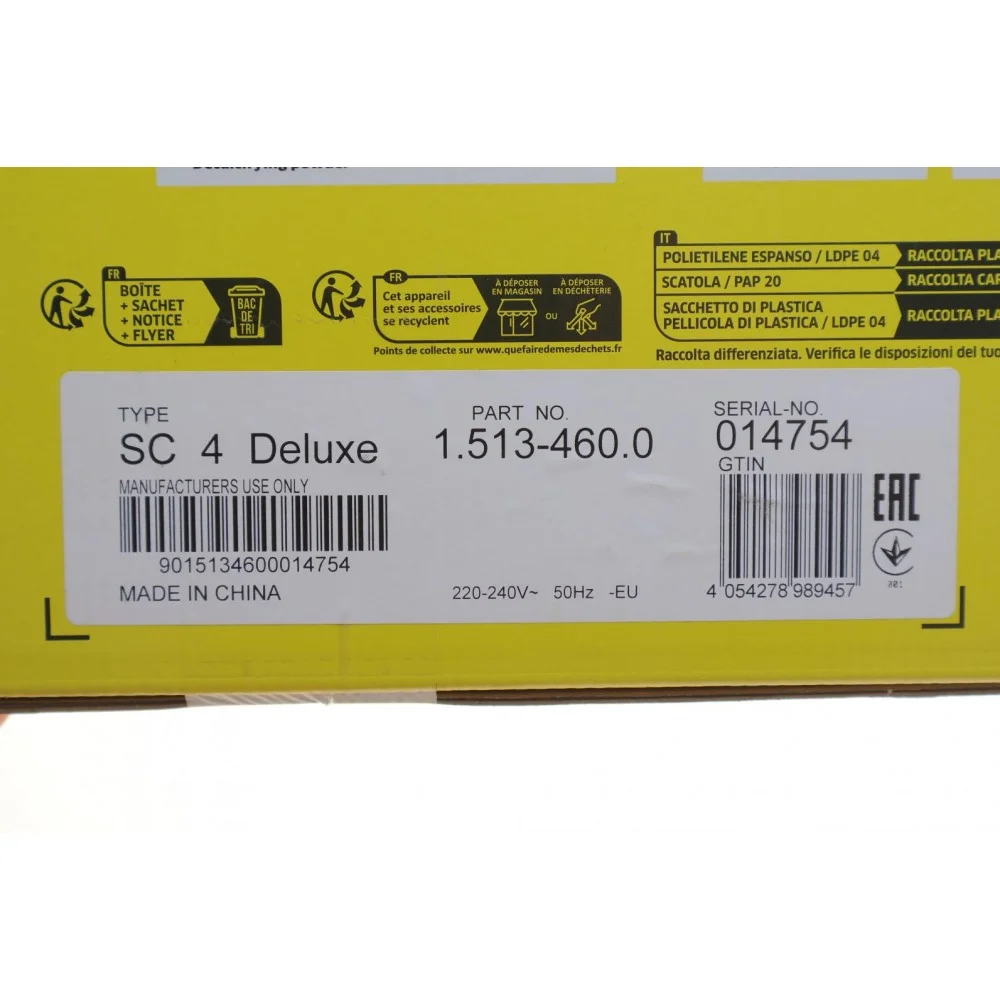 FR
BOÎTE
+ SACHET
+ NOTICE
+ FLYER
BAC
DE
TRI
FR
Cet appareil
et ses accessoires
se recyclent
À DÉPOSER
EN MAGASIN
OU
À DÉPOSER
EN DÉCHÈTERIE
Points de collecte sur www.quefairedemesdechets.fr
IT
POLIETILENE ESPANSO / LDPE 04 RACCOLTA PLA
SCATOLA / PAP 20 RACCOLTA CAR
SACCHETTO DI PLASTICA
PELLICOLA DI PLASTICA / LDPE 04 RACCOLTA PLA
Raccolta differenziata. Verifica le disposizioni del tuo
TYPE
SC 4 Deluxe
PART NO.
1.513-460.0
SERIAL-NO.
014754
GTIN
MANUFACTURERS USE ONLY
9015134600014754
EAC
MADE IN CHINA
220-240V~ 50Hz -EU
4 054278 989457